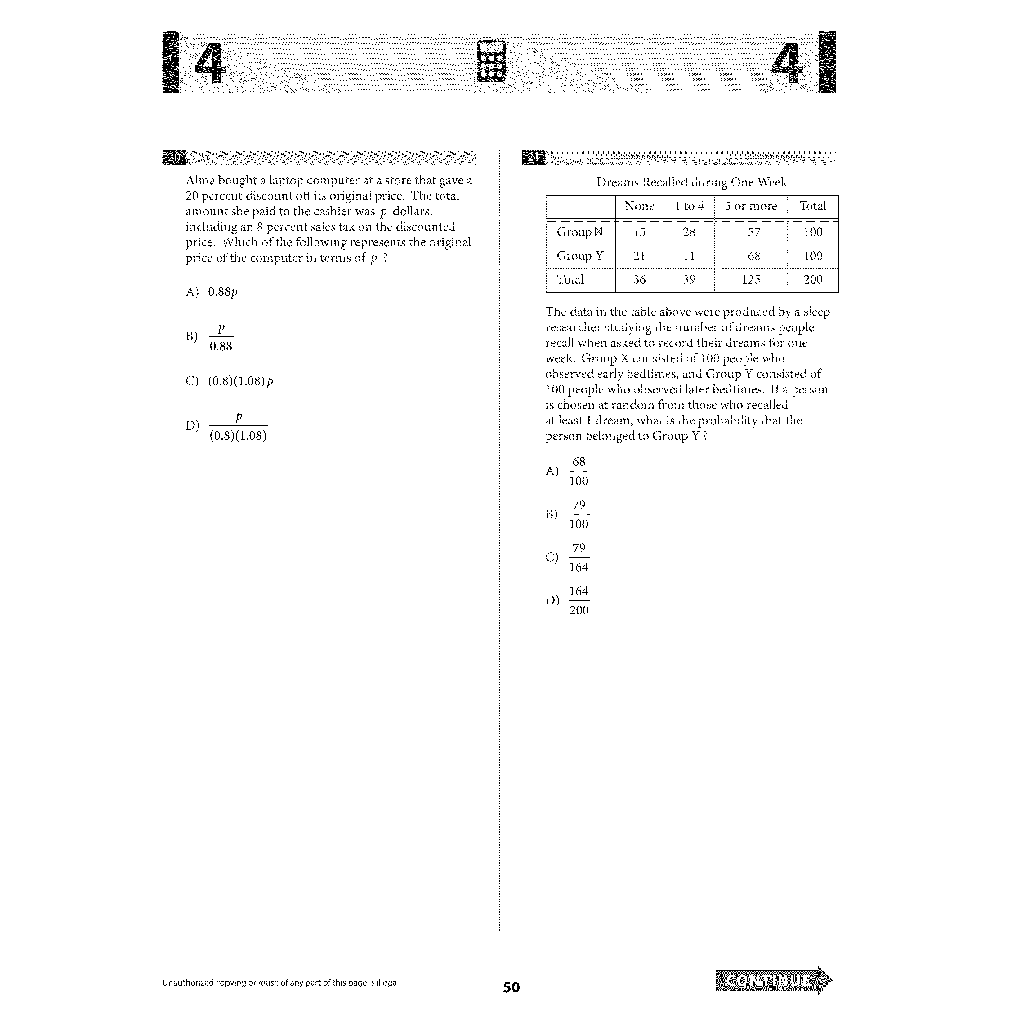 4
4
20
Alma bought a laptop computer at a store that gave a
20 percent discount off its original price. The total
amount she paid to the cashier was p dollars,
including an 8 percent sales tax on the discounted
price. Which of the following represents the original
price of the computer in terms of p ?
A) 0.88p
B) p
0.88
C) (0.8)(1.08)p
D) p
(0.8)(1.08)
21
Dreams Recalled during One Week
None 1 to 4 5 or more Total
Group X 15 28 57 100
Group Y 21 11 68 100
Total 36 39 125 200
The data in the table above were produced by a sleep
researcher studying the number of dreams people
recall when asked to record their dreams for one
week. Group X consisted of 100 people who
observed early bedtimes, and Group Y consisted of
100 people who observed later bedtimes. If a person
is chosen at random from those who recalled
at least 1 dream, what is the probability that the
person belonged to Group Y ?
A) 68
100
B) 79
100
C) 79
164
D) 164
200
Unauthorized copying or reuse of any part of this page is illegal.
50
CONTINUE